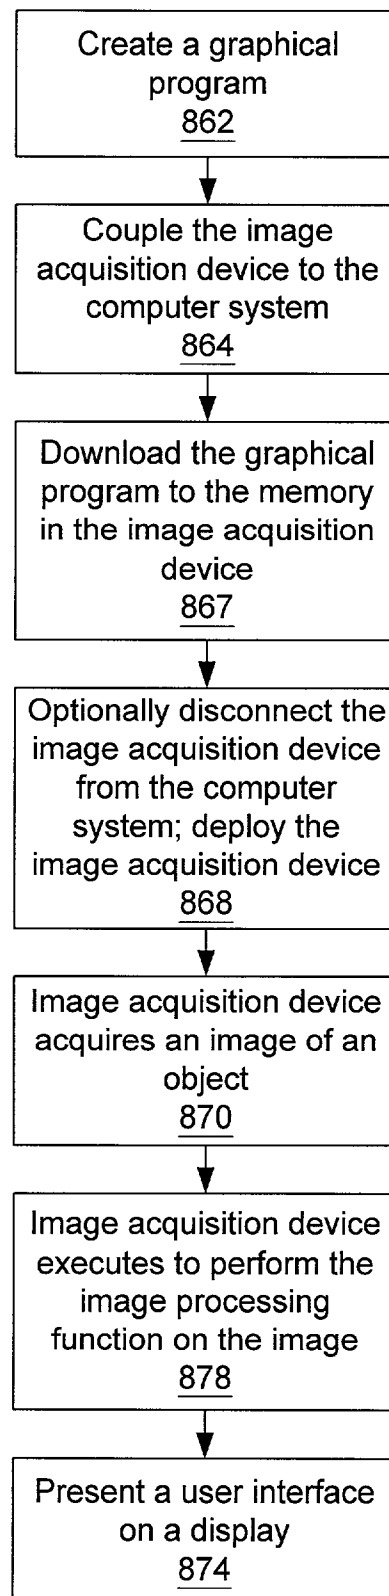 Create a graphical
program
862
Couple the image
acquisition device to the
computer system
864
Download the graphical
program to the memory
in the image acquisition
device
867
Optionally disconnect the
image acquisition device
from the computer
system; deploy the
image acquisition device
868
Image acquisition device
acquires an image of an
object
870
Image acquisition device
executes to perform the
image processing
function on the image
878
Present a user interface
on a display
874